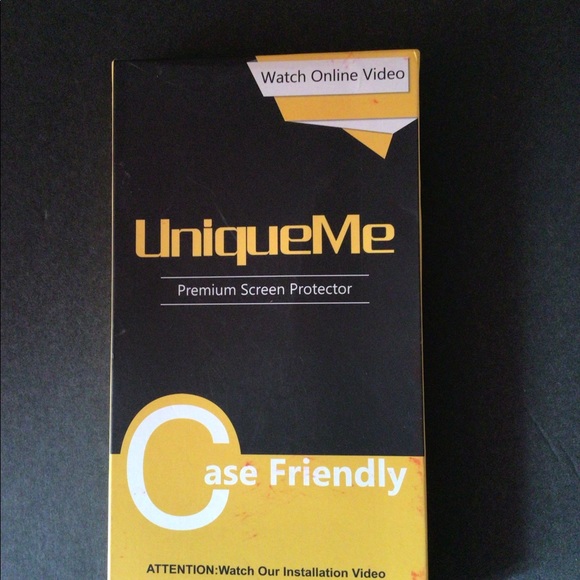 Watch Online Video
UniqueMe
Premium Screen Protector
Case Friendly
ATTENTION:Watch Our Installation Video